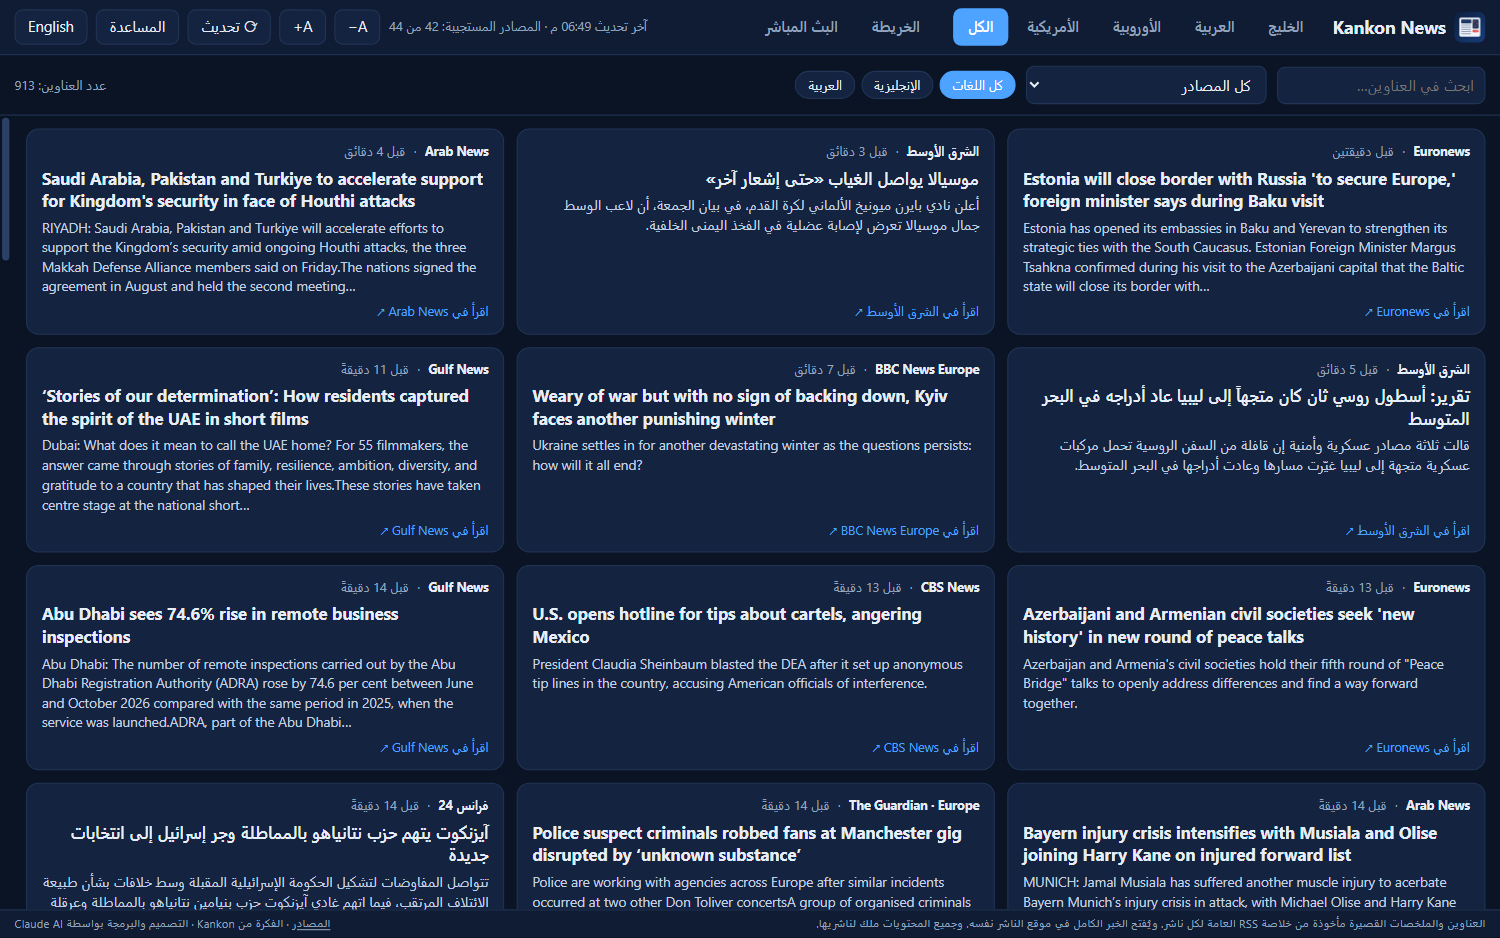 Kankon News
الخليج
العربية
الأوروبية
الأمريكية
الكل
الخريطة
البث المباشر
آخر تحديث 06:49 م · المصادر المستجيبة: 42 من 44
A−
A+
⟳ تحديث
المساعدة
English
ابحث في العناوين...
كل المصادر
كل اللغات
الإنجليزية
العربية
عدد العناوين: 913
Euronews · قبل دقيقتين
Estonia will close border with Russia 'to secure Europe,'
foreign minister says during Baku visit
Estonia has opened its embassies in Baku and Yerevan to strengthen its
strategic ties with the South Caucasus. Estonian Foreign Minister Margus
Tsahkna confirmed during his visit to the Azerbaijani capital that the Baltic
state will close its border with...
اقرأ في Euronews ↗
الشرق الأوسط · قبل 3 دقائق
موسيالا يواصل الغياب «حتى إشعار آخر»
أعلن نادي بايرن ميونيخ الألماني لكرة القدم، في بيان الجمعة، أن لاعب الوسط
جمال موسيالا تعرض لإصابة عضلية في الفخذ اليمنى الخلفية.
اقرأ في الشرق الأوسط ↗
Arab News · قبل 4 دقائق
Saudi Arabia, Pakistan and Turkiye to accelerate support
for Kingdom's security in face of Houthi attacks
RIYADH: Saudi Arabia, Pakistan and Turkiye will accelerate efforts to
support the Kingdom’s security amid ongoing Houthi attacks, the three
Makkah Defense Alliance members said on Friday.The nations signed the
agreement in August and held the second meeting...
اقرأ في Arab News ↗
الشرق الأوسط · قبل 5 دقائق
تقرير: أسطول روسي ثان كان متجهاً إلى ليبيا عاد أدراجه في البحر
المتوسط
قالت ثلاثة مصادر عسكرية وأمنية إن قافلة من السفن الروسية تحمل مركبات
عسكرية متجهة إلى ليبيا غيّرت مسارها وعادت أدراجها في البحر المتوسط.
اقرأ في الشرق الأوسط ↗
BBC News Europe · قبل 7 دقائق
Weary of war but with no sign of backing down, Kyiv
faces another punishing winter
Ukraine settles in for another devastating winter as the questions persists:
how will it all end?
اقرأ في BBC News Europe ↗
Gulf News · قبل 11 دقيقةً
‘Stories of our determination’: How residents captured
the spirit of the UAE in short films
Dubai: What does it mean to call the UAE home? For 55 filmmakers, the
answer came through stories of family, resilience, ambition, diversity, and
gratitude to a country that has shaped their lives.These stories have taken
centre stage at the national short...
اقرأ في Gulf News ↗
Euronews · قبل 13 دقيقةً
Azerbaijani and Armenian civil societies seek 'new
history' in new round of peace talks
Azerbaijan and Armenia's civil societies hold their fifth round of "Peace
Bridge" talks to openly address differences and find a way forward
together.
اقرأ في Euronews ↗
CBS News · قبل 13 دقيقةً
U.S. opens hotline for tips about cartels, angering
Mexico
President Claudia Sheinbaum blasted the DEA after it set up anonymous
tip lines in the country, accusing American officials of interference.
اقرأ في CBS News ↗
Gulf News · قبل 14 دقيقةً
Abu Dhabi sees 74.6% rise in remote business
inspections
Abu Dhabi: The number of remote inspections carried out by the Abu
Dhabi Registration Authority (ADRA) rose by 74.6 per cent between June
and October 2026 compared with the same period in 2025, when the
service was launched.ADRA, part of the Abu Dhabi...
اقرأ في Gulf News ↗
Arab News · قبل 14 دقيقةً
Bayern injury crisis intensifies with Musiala and Olise
joining Harry Kane on injured forward list
MUNICH: Jamal Musiala has suffered another muscle injury to acerbate
Bayern Munich’s injury crisis in attack, with Michael Olise and Harry Kane
The Guardian · Europe · قبل 14 دقيقةً
Police suspect criminals robbed fans at Manchester gig
disrupted by ‘unknown substance’
Police are working with agencies across Europe after similar incidents
occurred at two other Don Toliver concertsA group of organised criminals
فرانس 24 · قبل 14 دقيقةً
آيزنكوت يتهم حزب نتانياهو بالمماطلة وجر إسرائيل إلى انتخابات
جديدة
تتواصل المفاوضات لتشكيل الحكومة الإسرائيلية المقبلة وسط خلافات بشأن طبيعة
الائتلاف المرتقب، فيما اتهم غادي آيزنكوت حزب بنيامين نتانياهو بالمماطلة وعرقلة
العناوين والملخصات القصيرة مأخوذة من خلاصة RSS العامة لكل ناشر. ويُفتح الخبر الكامل في موقع الناشر نفسه. وجميع المحتويات ملك لناشريها.
المصادر · الفكرة من Kankon · التصميم والبرمجة بواسطة Claude AI